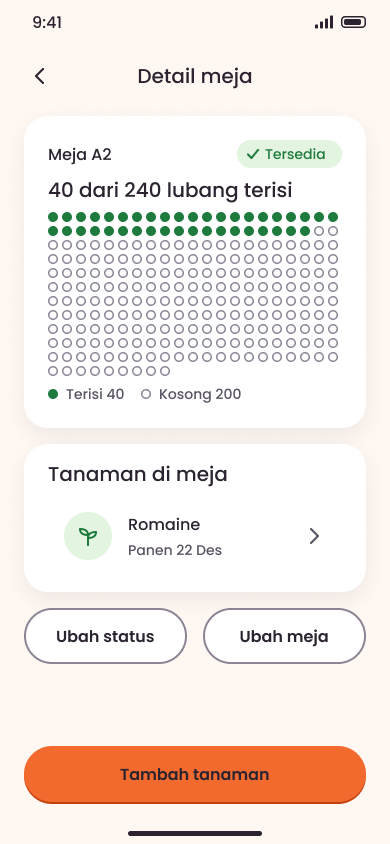 9:41
Detail meja
Meja A2
Tersedia
40 dari 240 lubang terisi
Terisi 40
Kosong 200
Tanaman di meja
Romaine
Panen 22 Des
Ubah status
Ubah meja
Tambah tanaman